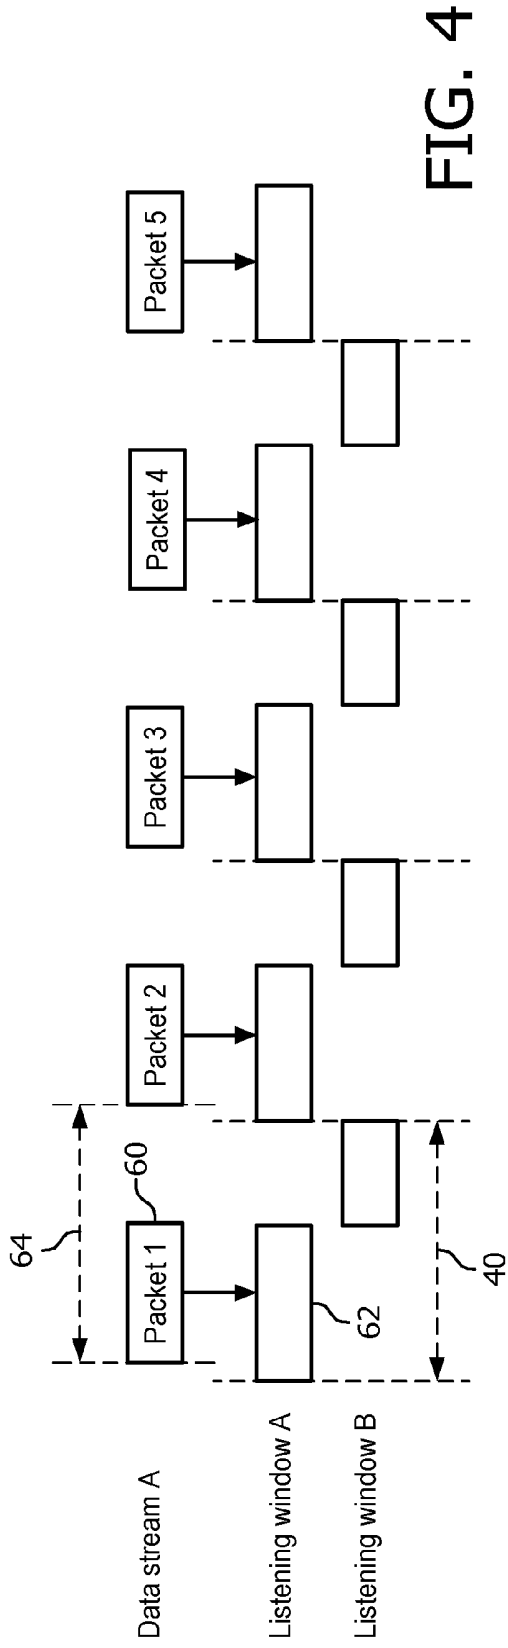 64
60
Data stream A
Packet 1
Packet 2
Packet 3
Packet 4
Packet 5
Listening window A
62
Listening window B
40
FIG. 4